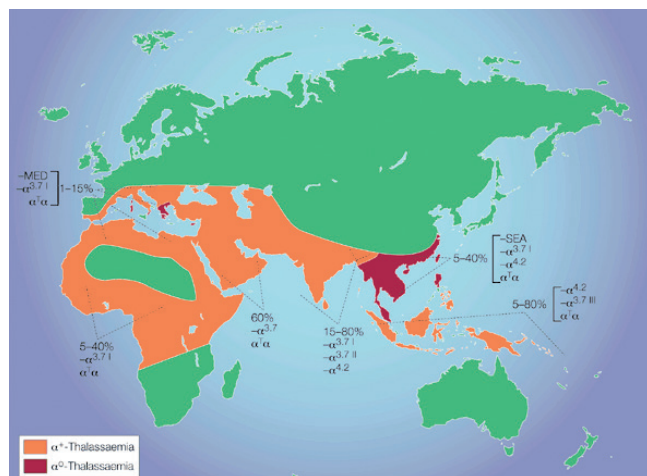 –MED
–α³·⁷ ᴵ
αᵀα
1–15%
5–40%
–α³·⁷ ᴵ
αᵀα
60%
–α³·⁷
αᵀα
15–80%
–α³·⁷ ᴵ
–α³·⁷ ᴵᴵ
–α⁴·²
5–40%
–SEA
–α³·⁷ ᴵ
–α⁴·²
αᵀα
5–80%
–α⁴·²
–α³·⁷ ᴵᴵᴵ
αᵀα
α⁺-Thalassaemia
α⁰-Thalassaemia